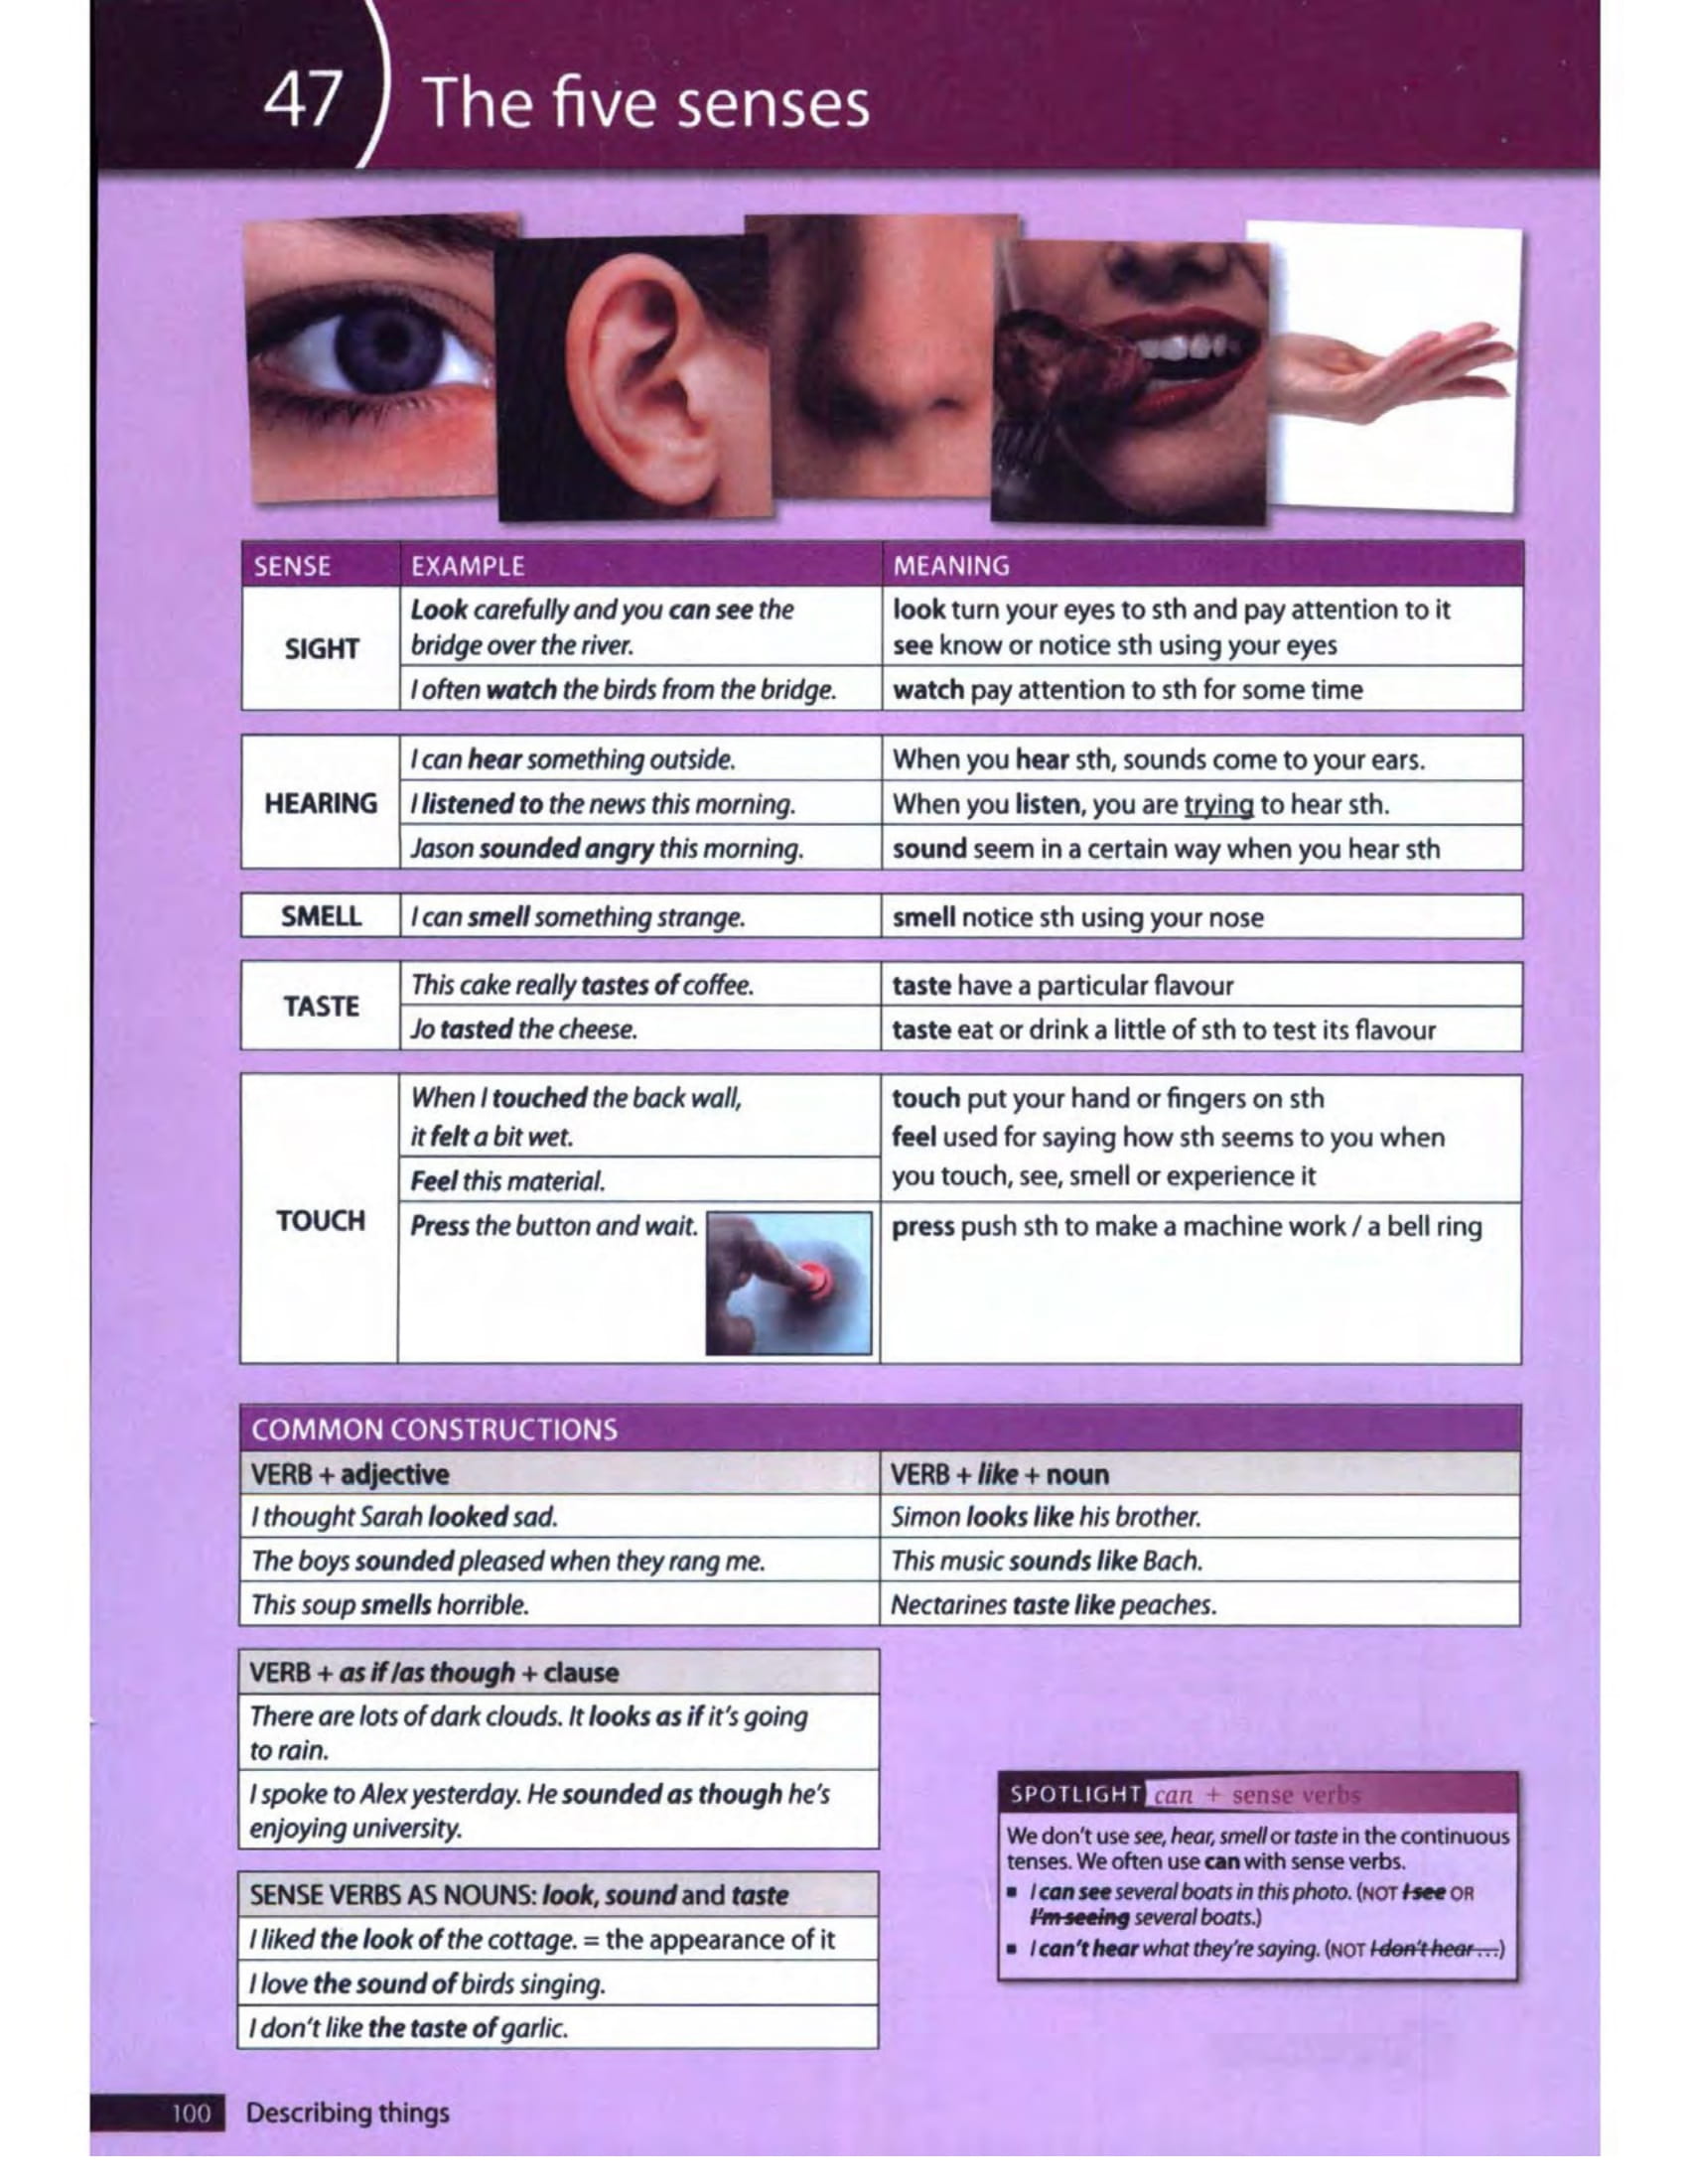 47
The five senses
SENSE
EXAMPLE
MEANING
SIGHT
Look carefully and you can see the
bridge over the river.
look turn your eyes to sth and pay attention to it
see know or notice sth using your eyes
I often watch the birds from the bridge.
watch pay attention to sth for some time
HEARING
I can hear something outside.
When you hear sth, sounds come to your ears.
I listened to the news this morning.
When you listen, you are trying to hear sth.
Jason sounded angry this morning.
sound seem in a certain way when you hear sth
SMELL
I can smell something strange.
smell notice sth using your nose
TASTE
This cake really tastes of coffee.
taste have a particular flavour
Jo tasted the cheese.
taste eat or drink a little of sth to test its flavour
TOUCH
When I touched the back wall,
it felt a bit wet.
touch put your hand or fingers on sth
feel used for saying how sth seems to you when
you touch, see, smell or experience it
Feel this material.
Press the button and wait.
press push sth to make a machine work / a bell ring
COMMON CONSTRUCTIONS
VERB + adjective
VERB + like + noun
I thought Sarah looked sad.
Simon looks like his brother.
The boys sounded pleased when they rang me.
This music sounds like Bach.
This soup smells horrible.
Nectarines taste like peaches.
VERB + as if /as though + clause
There are lots of dark clouds. It looks as if it's going
to rain.
I spoke to Alex yesterday. He sounded as though he's
enjoying university.
SENSE VERBS AS NOUNS: look, sound and taste
I liked the look of the cottage. = the appearance of it
I love the sound of birds singing.
I don't like the taste of garlic.
SPOTLIGHT can + sense verbs
We don't use see, hear, smell or taste in the continuous
tenses. We often use can with sense verbs.
▪ I can see several boats in this photo. (NOT I see OR
I'm seeing several boats.)
▪ I can't hear what they're saying. (NOT I don't hear ...)
100
Describing things